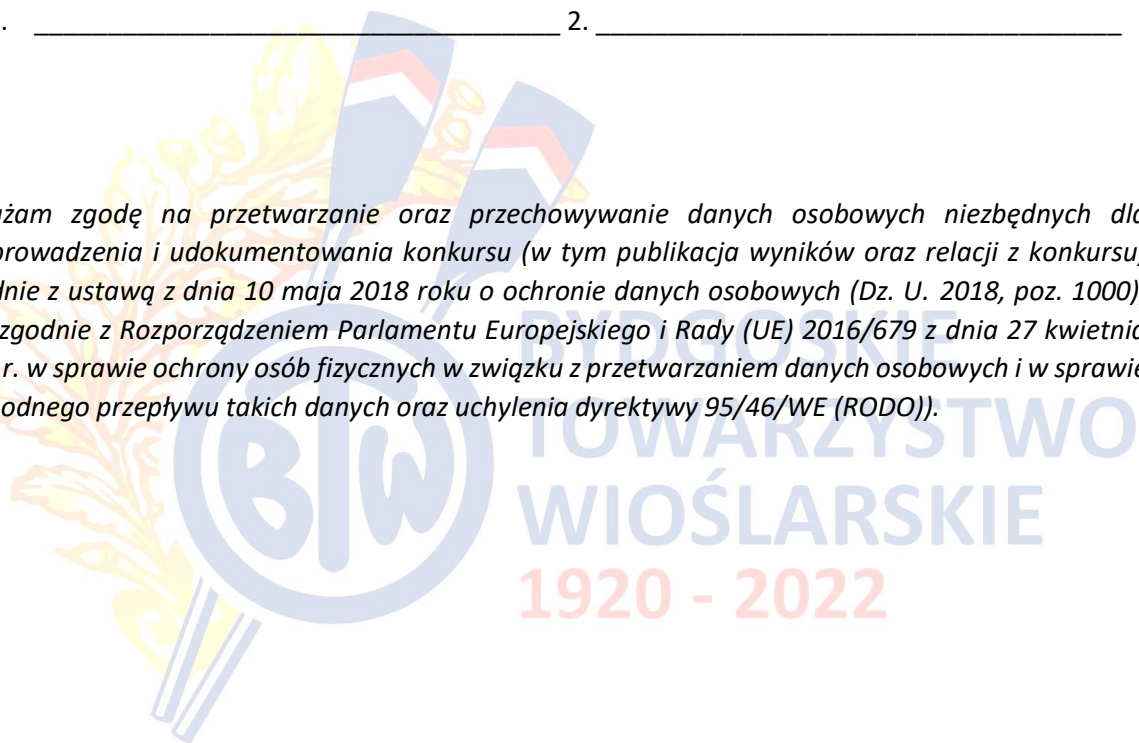 . ____________________________________ 2. ____________________________________
ażam zgodę na przetwarzanie oraz przechowywanie danych osobowych niezbędnych dla
prowadzenia i udokumentowania konkursu (w tym publikacja wyników oraz relacji z konkursu)
dnie z ustawą z dnia 10 maja 2018 roku o ochronie danych osobowych (Dz. U. 2018, poz. 1000)
zgodnie z Rozporządzeniem Parlamentu Europejskiego i Rady (UE) 2016/679 z dnia 27 kwietnia
r. w sprawie ochrony osób fizycznych w związku z przetwarzaniem danych osobowych i w sprawie
odnego przepływu takich danych oraz uchylenia dyrektywy 95/46/WE (RODO)).
BTW
BYDGOSKIE
TOWARZYSTWO
WIOŚLARSKIE
1920 - 2022